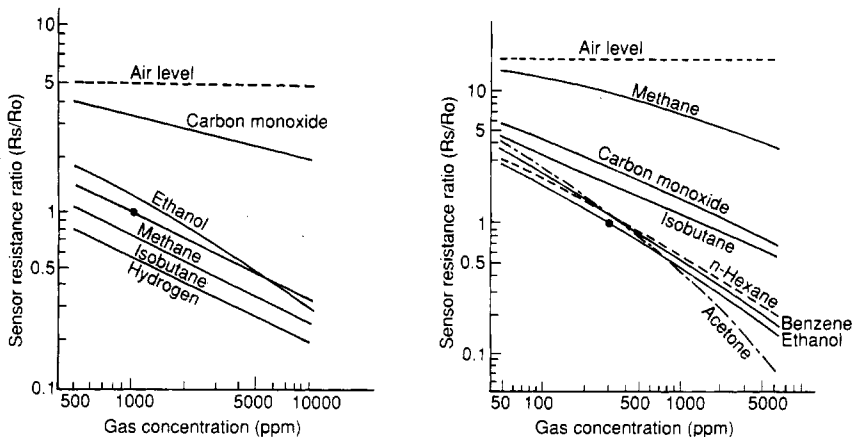 10
5
1
0.5
0.1
Sensor resistance ratio (Rs/Ro)
Air level
Carbon monoxide
Ethanol
Methane
Isobutane
Hydrogen
500
1000
5000
10000
Gas concentration (ppm)
10
5
1
0.5
0.1
Sensor resistance ratio (Rs/Ro)
Air level
Methane
Carbon monoxide
Isobutane
n-Hexane
Benzene
Ethanol
Acetone
50
100
500
1000
5000
Gas concentration (ppm)